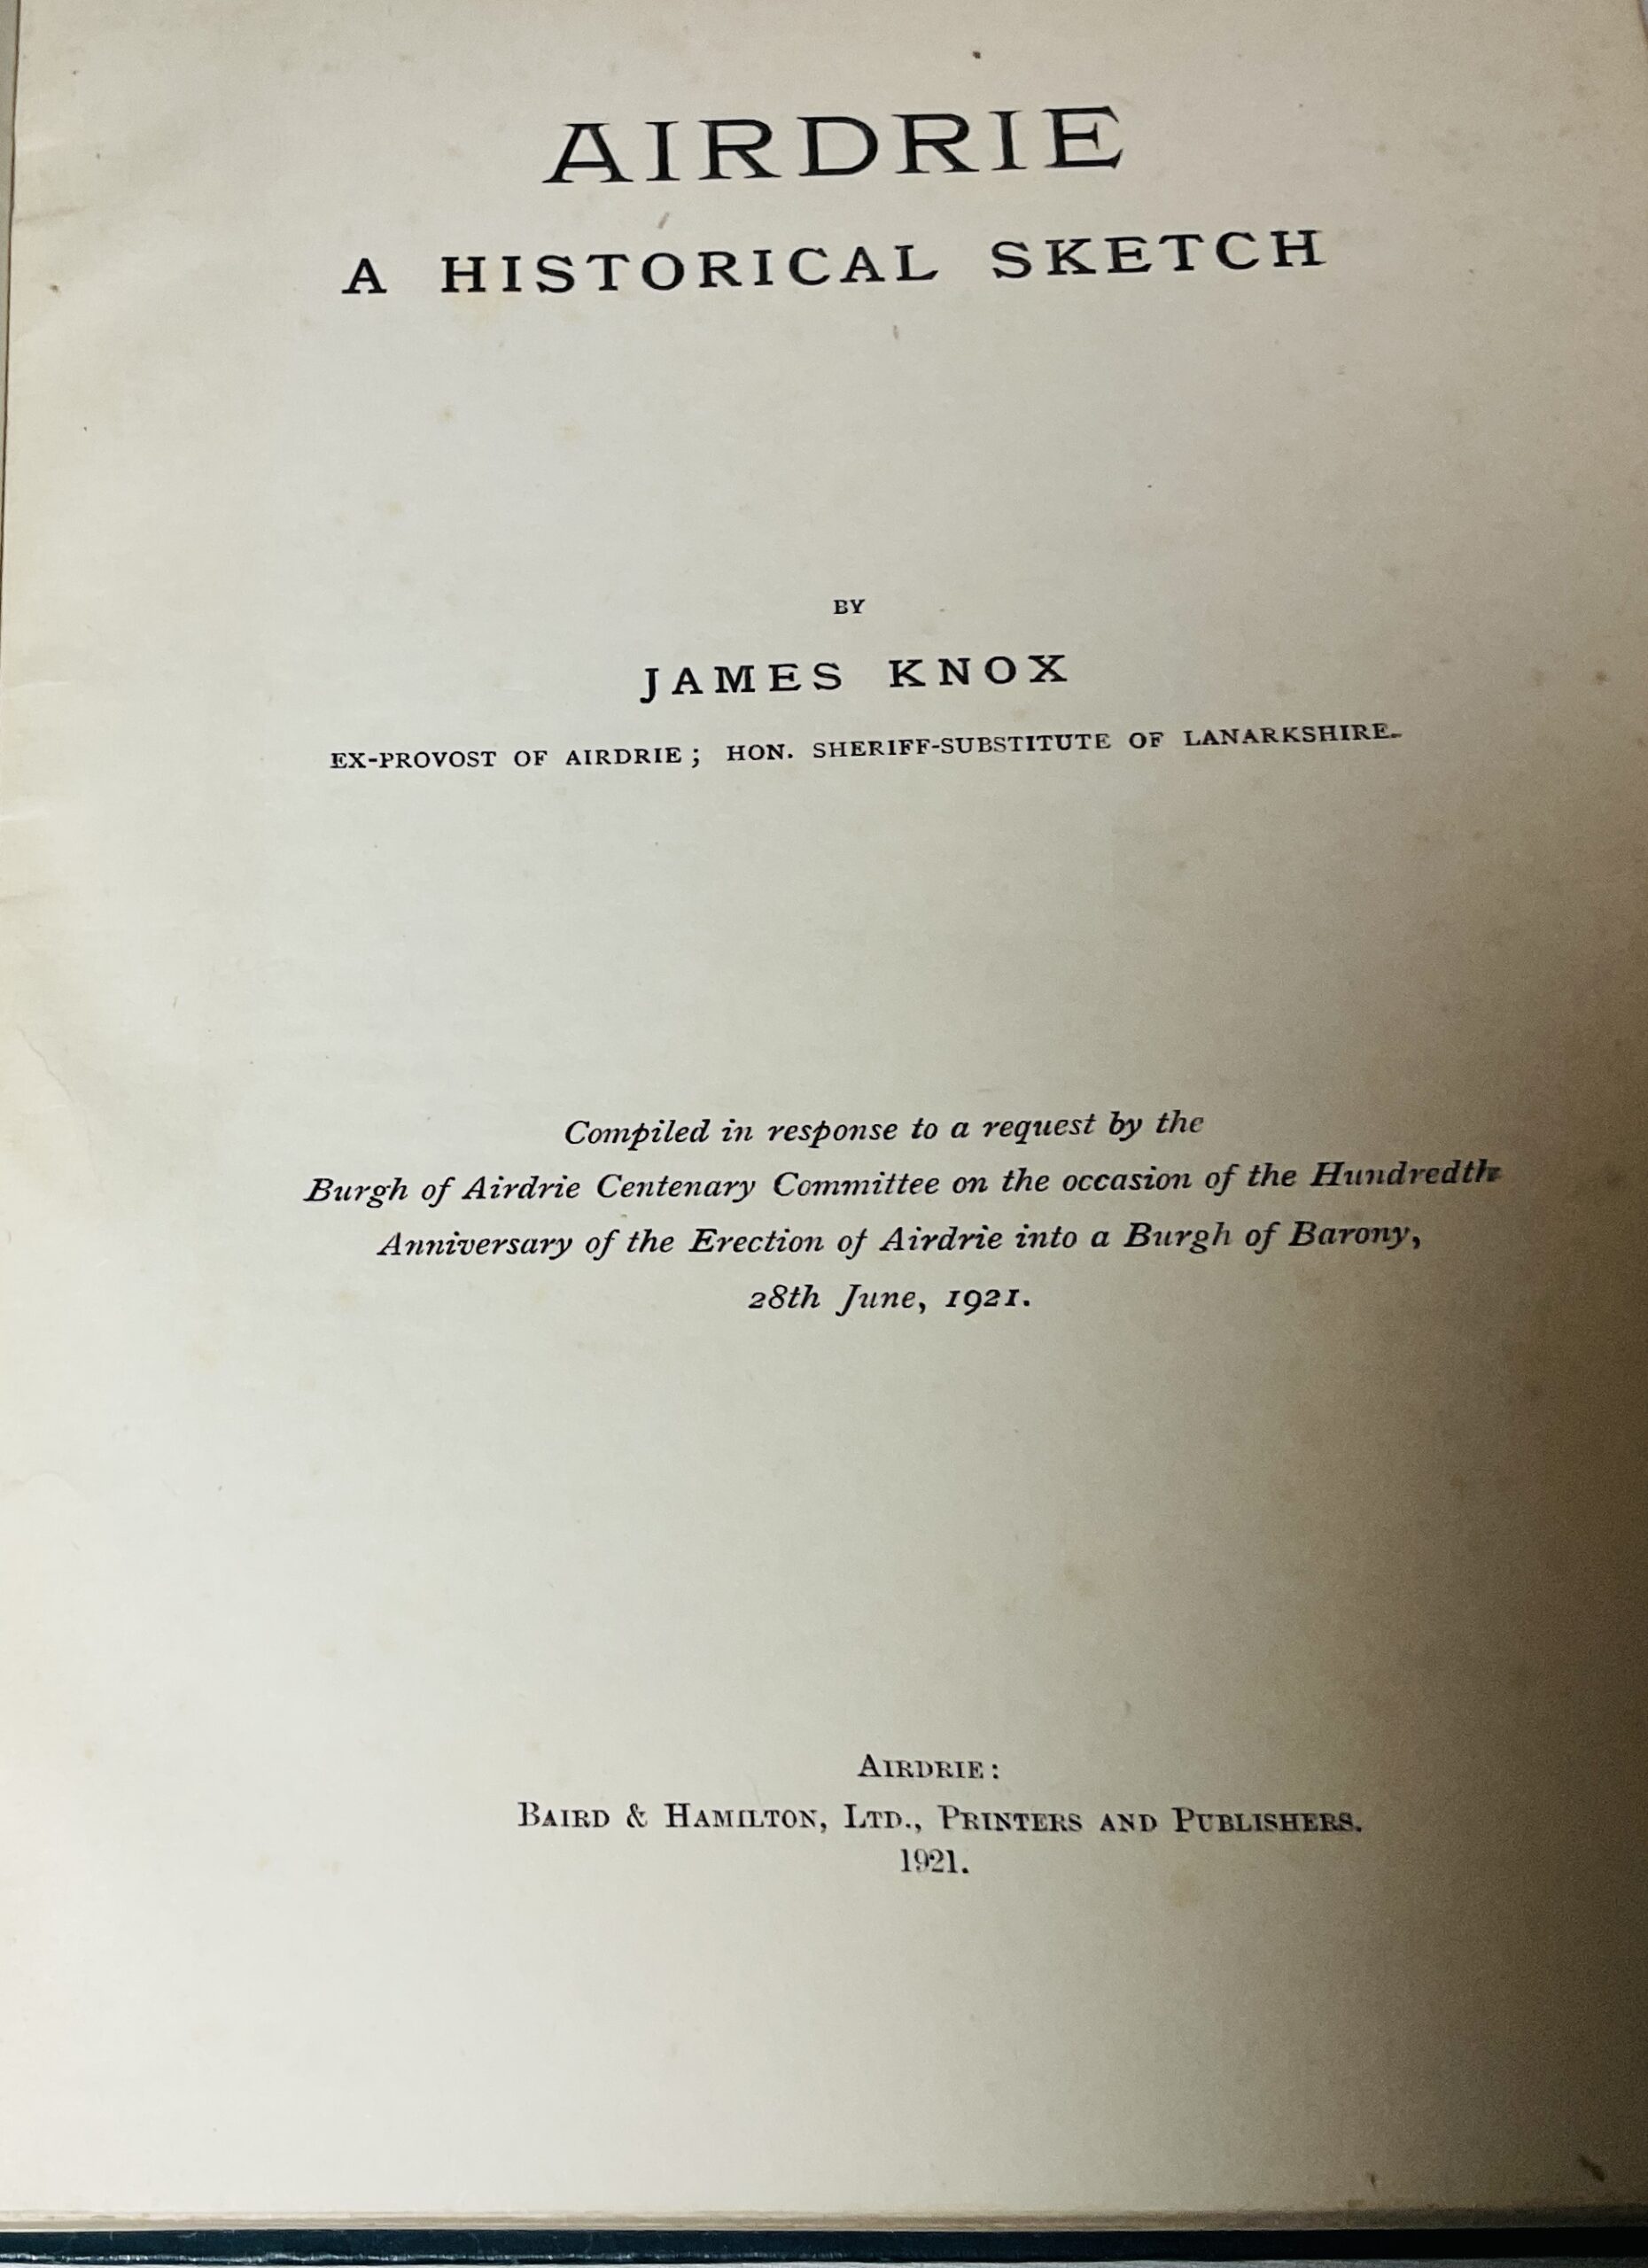 AIRDRIE
A HISTORICAL SKETCH
BY
JAMES KNOX
EX-PROVOST OF AIRDRIE; HON. SHERIFF-SUBSTITUTE OF LANARKSHIRE.
Compiled in response to a request by the
Burgh of Airdrie Centenary Committee on the occasion of the Hundredth
Anniversary of the Erection of Airdrie into a Burgh of Barony,
28th June, 1921.
AIRDRIE:
BAIRD & HAMILTON, LTD., PRINTERS AND PUBLISHERS.
1921.